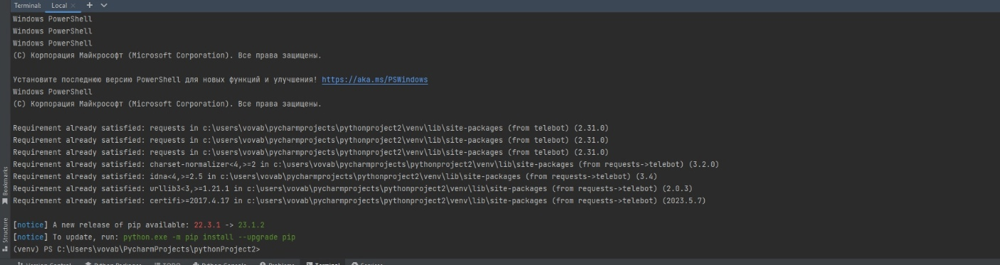 Terminal: Local
Windows PowerShell
Windows PowerShell
Windows PowerShell
(C) Корпорация Майкрософт (Microsoft Corporation). Все права защищены.
Установите последнюю версию PowerShell для новых функций и улучшения! https://aka.ms/PSWindows
Windows PowerShell
(C) Корпорация Майкрософт (Microsoft Corporation). Все права защищены.
Requirement already satisfied: requests in c:\users\vovab\pycharmprojects\pythonproject2\venv\lib\site-packages (from telebot) (2.31.0)
Requirement already satisfied: requests in c:\users\vovab\pycharmprojects\pythonproject2\venv\lib\site-packages (from telebot) (2.31.0)
Requirement already satisfied: requests in c:\users\vovab\pycharmprojects\pythonproject2\venv\lib\site-packages (from telebot) (2.31.0)
Requirement already satisfied: charset-normalizer<4,>=2 in c:\users\vovab\pycharmprojects\pythonproject2\venv\lib\site-packages (from requests->telebot) (3.2.0)
Requirement already satisfied: idna<4,>=2.5 in c:\users\vovab\pycharmprojects\pythonproject2\venv\lib\site-packages (from requests->telebot) (3.4)
Requirement already satisfied: urllib3<3,>=1.21.1 in c:\users\vovab\pycharmprojects\pythonproject2\venv\lib\site-packages (from requests->telebot) (2.0.3)
Requirement already satisfied: certifi>=2017.4.17 in c:\users\vovab\pycharmprojects\pythonproject2\venv\lib\site-packages (from requests->telebot) (2023.5.7)
[notice] A new release of pip available: 22.3.1 -> 23.1.2
[notice] To update, run: python.exe -m pip install --upgrade pip
(venv) PS C:\Users\vovab\PycharmProjects\pythonProject2>
Bookmarks
Structure
Version Control Python Packages TODO Python Console Problems Terminal Services